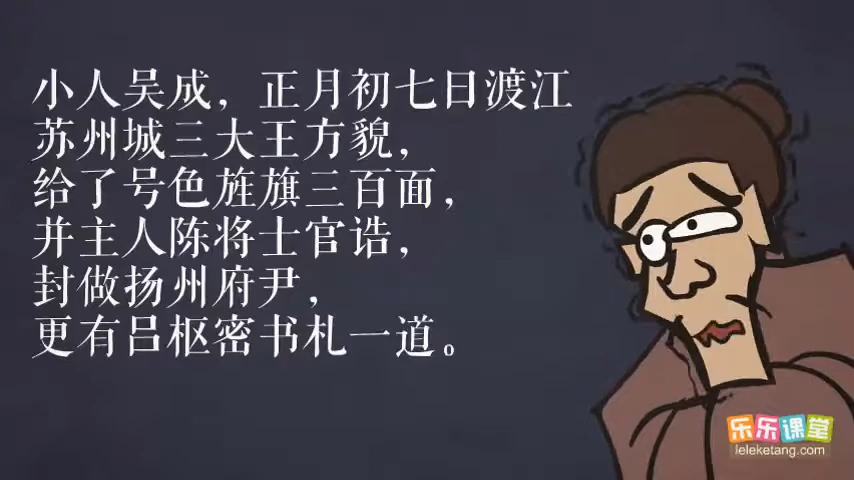 小人吴成，正月初七日渡江
苏州城三大王方貌，
给了号色旌旗三百面，
并主人陈将士官诰，
封做扬州府尹，
更有吕枢密书札一道。
乐乐课堂
leleketang.com